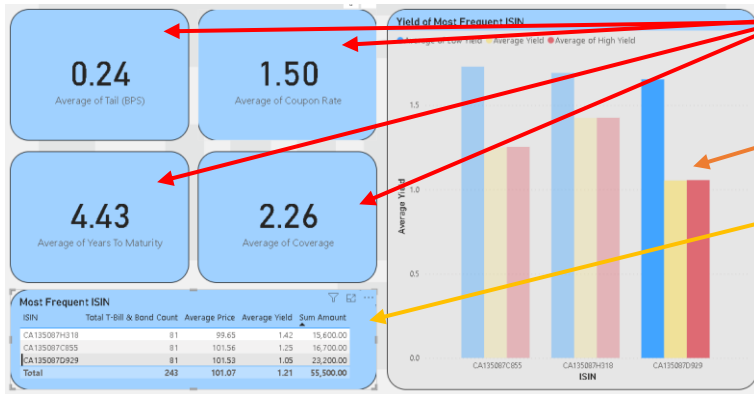 0.24
Average of Tail (BPS)
1.50
Average of Coupon Rate
4.43
Average of Years To Maturity
2.26
Average of Coverage
Most Frequent ISIN
ISIN Total T-Bill & Bond Count Average Price Average Yield Sum Amount
CA135087H318 81 99.65 1.42 15,600.00
CA135087C855 81 101.56 1.25 16,700.00
CA135087D929 81 101.53 1.05 23,200.00
Total 243 101.07 1.21 55,500.00
Yield of Most Frequent ISIN
Average of Low Yield Average Yield Average of High Yield
Average Yield
1.5
1.0
0.5
0.0
CA135087C855 CA135087H318 CA135087D929
ISIN